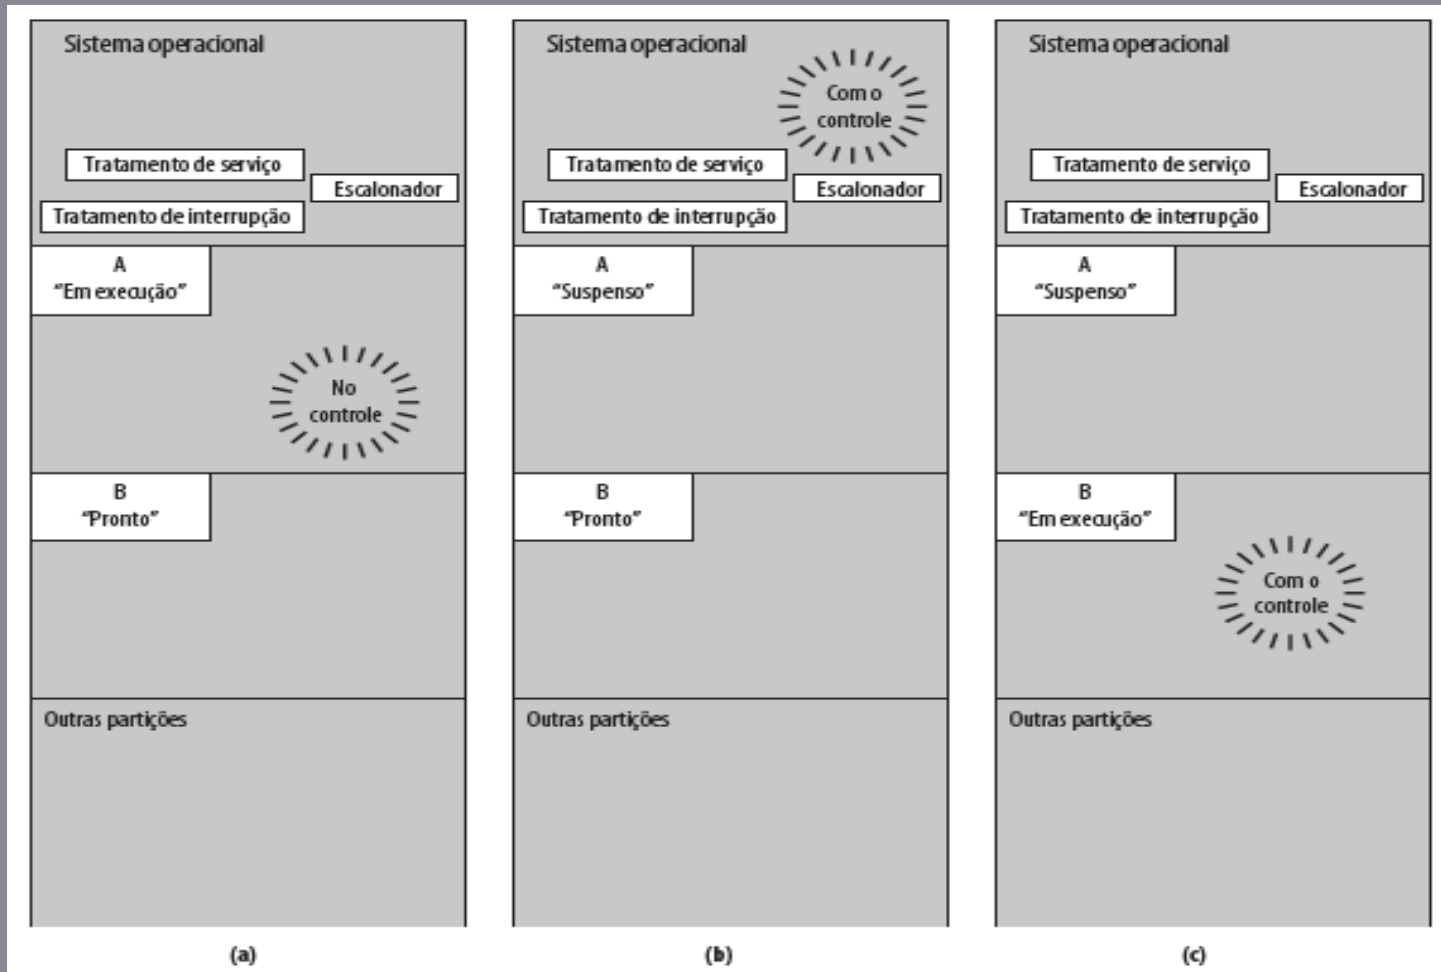 Sistema operacional
Tratamento de serviço
Escalonador
Tratamento de interrupção
A
“Em execução”
No
controle
B
“Pronto”
Outras partições
(a)
Sistema operacional
Com o
controle
Tratamento de serviço
Escalonador
Tratamento de interrupção
A
“Suspenso”
B
“Pronto”
Outras partições
(b)
Sistema operacional
Tratamento de serviço
Escalonador
Tratamento de interrupção
A
“Suspenso”
B
“Em execução”
Com o
controle
Outras partições
(c)